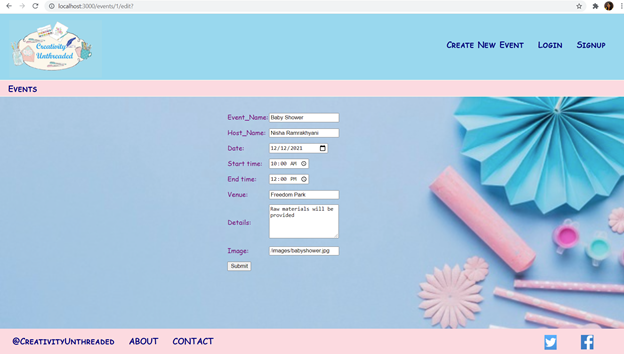 localhost:3000/events/1/edit?
Creativity
Unthreaded
Create New Event Login Signup
Events
Event_Name: Baby Shower
Host_Name: Nisha Ramrakhyani
Date: 12/12/2021
Start time: 10:00 AM
End time: 12:00 PM
Venue: Freedom Park
Details: Raw materials will be
provided
Image: /images/babyshower.jpg
Submit
@CreativityUnthreaded ABOUT CONTACT